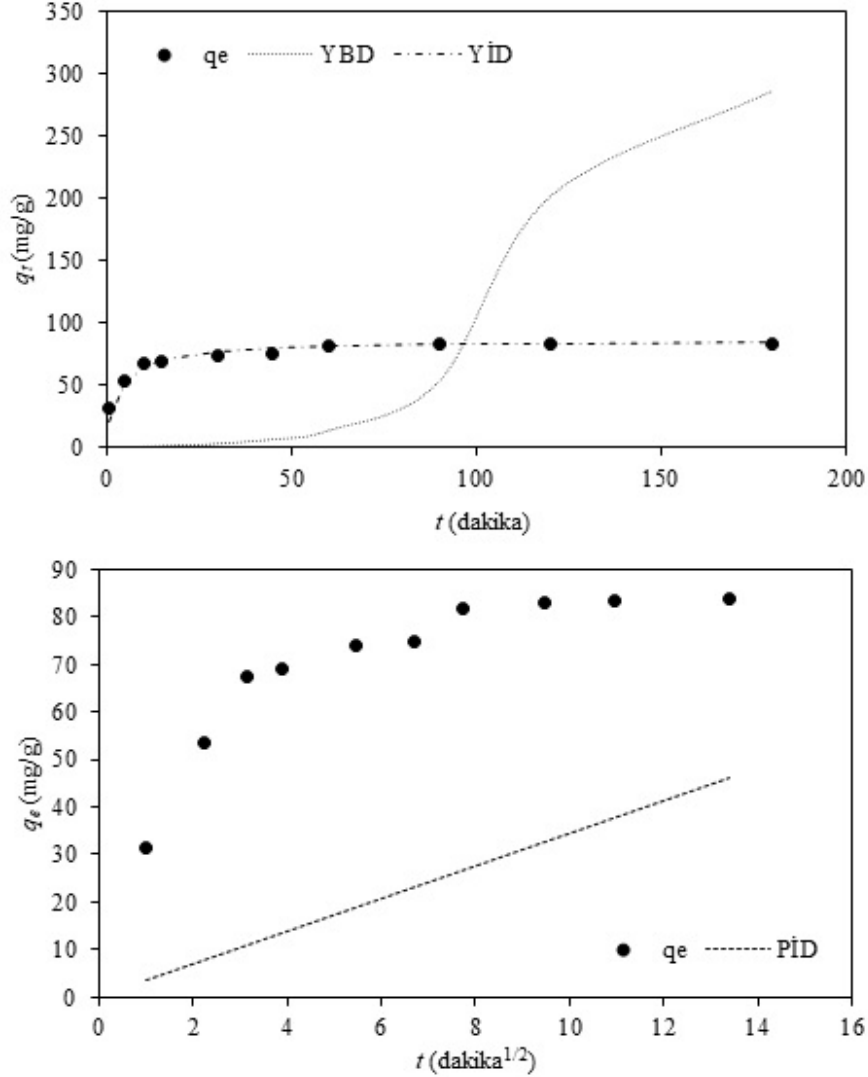 350
300
250
200
150
100
50
0
qe YBD YİD
qt (mg/g)
0 50 100 150 200
t (dakika)
90
80
70
60
50
40
30
20
10
0
qe (mg/g)
qe PİD
0 2 4 6 8 10 12 14 16
t (dakika1/2)